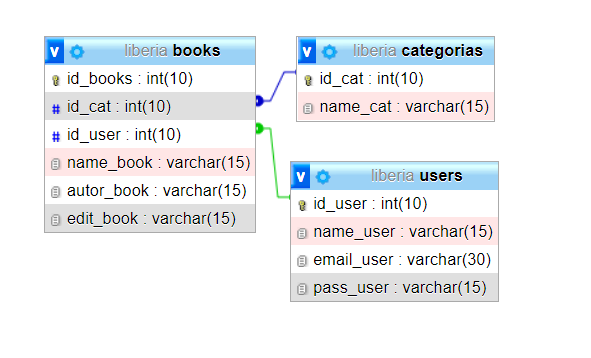 v liberia books
id_books : int(10)
# id_cat : int(10)
# id_user : int(10)
name_book : varchar(15)
autor_book : varchar(15)
edit_book : varchar(15)
v liberia categorias
id_cat : int(10)
name_cat : varchar(15)
v liberia users
id_user : int(10)
name_user : varchar(15)
email_user : varchar(30)
pass_user : varchar(15)